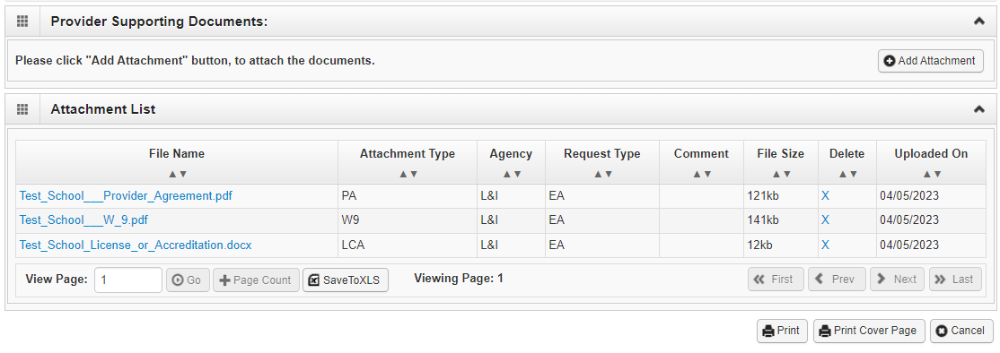 Provider Supporting Documents:
Please click "Add Attachment" button, to attach the documents.
Add Attachment
Attachment List
File Name Attachment Type Agency Request Type Comment File Size Delete Uploaded On
▲▼ ▲▼ ▲▼ ▲▼ ▲▼ ▲▼ ▲▼ ▲▼
Test_School___Provider_Agreement.pdf PA L&I EA 121kb X 04/05/2023
Test_School___W_9.pdf W9 L&I EA 141kb X 04/05/2023
Test_School_License_or_Accreditation.docx LCA L&I EA 12kb X 04/05/2023
View Page: 1 Go Page Count SaveToXLS Viewing Page: 1 First Prev Next Last
Print Print Cover Page Cancel